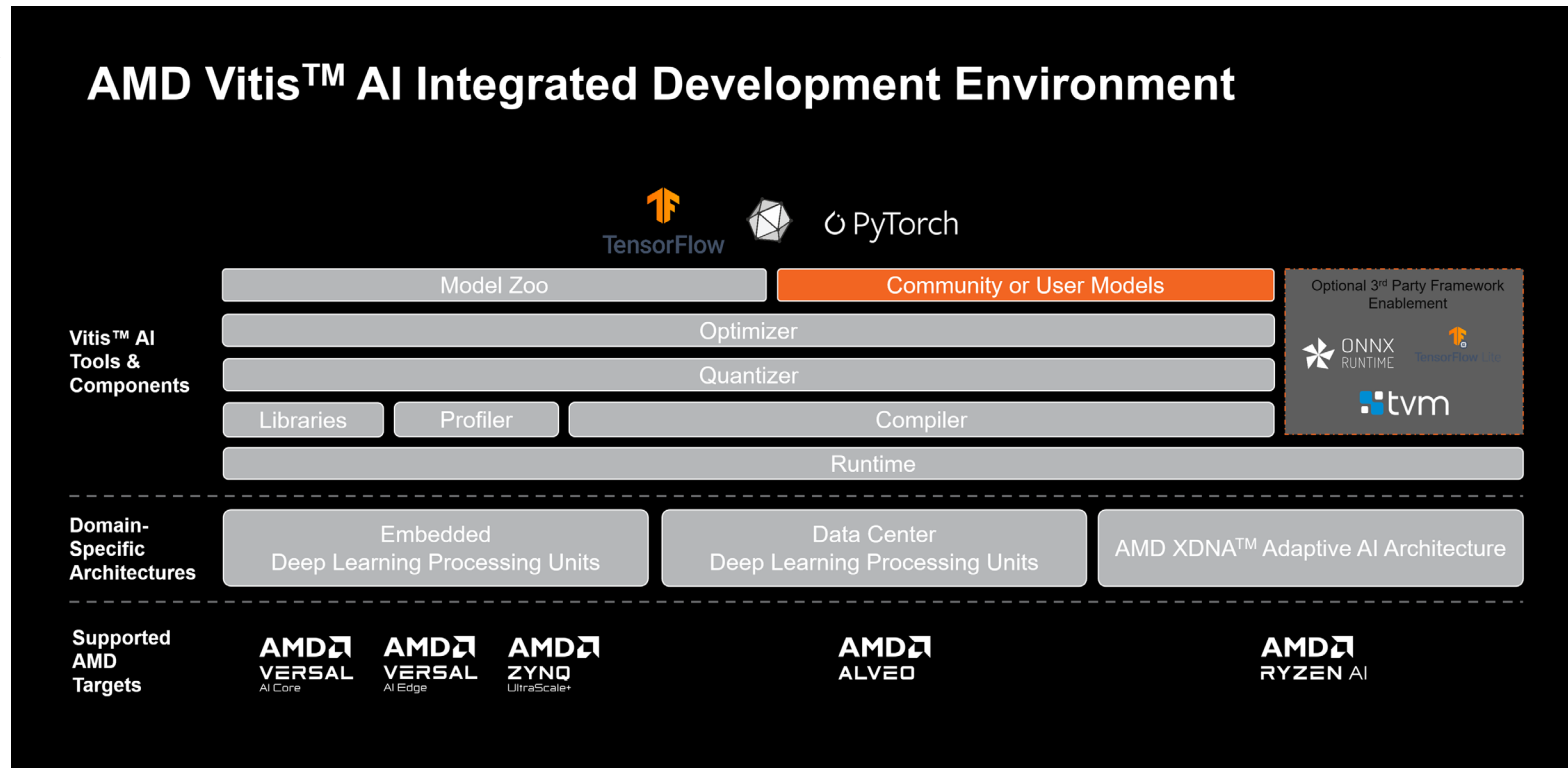 AMD Vitis™ AI Integrated Development Environment
TensorFlow
PyTorch
Model Zoo
Community or User Models
Optional 3rd Party Framework
Enablement
Vitis™ AI
Tools &
Components
Optimizer
ONNX
RUNTIME
TensorFlow Lite
Quantizer
tvm
Libraries
Profiler
Compiler
Runtime
Domain-
Specific
Architectures
Embedded
Deep Learning Processing Units
Data Center
Deep Learning Processing Units
AMD XDNA™ Adaptive AI Architecture
Supported
AMD
Targets
AMD
VERSAL
AI Core
AMD
VERSAL
AI Edge
AMD
ZYNQ
UltraScale+
AMD
ALVEO
AMD
RYZEN AI